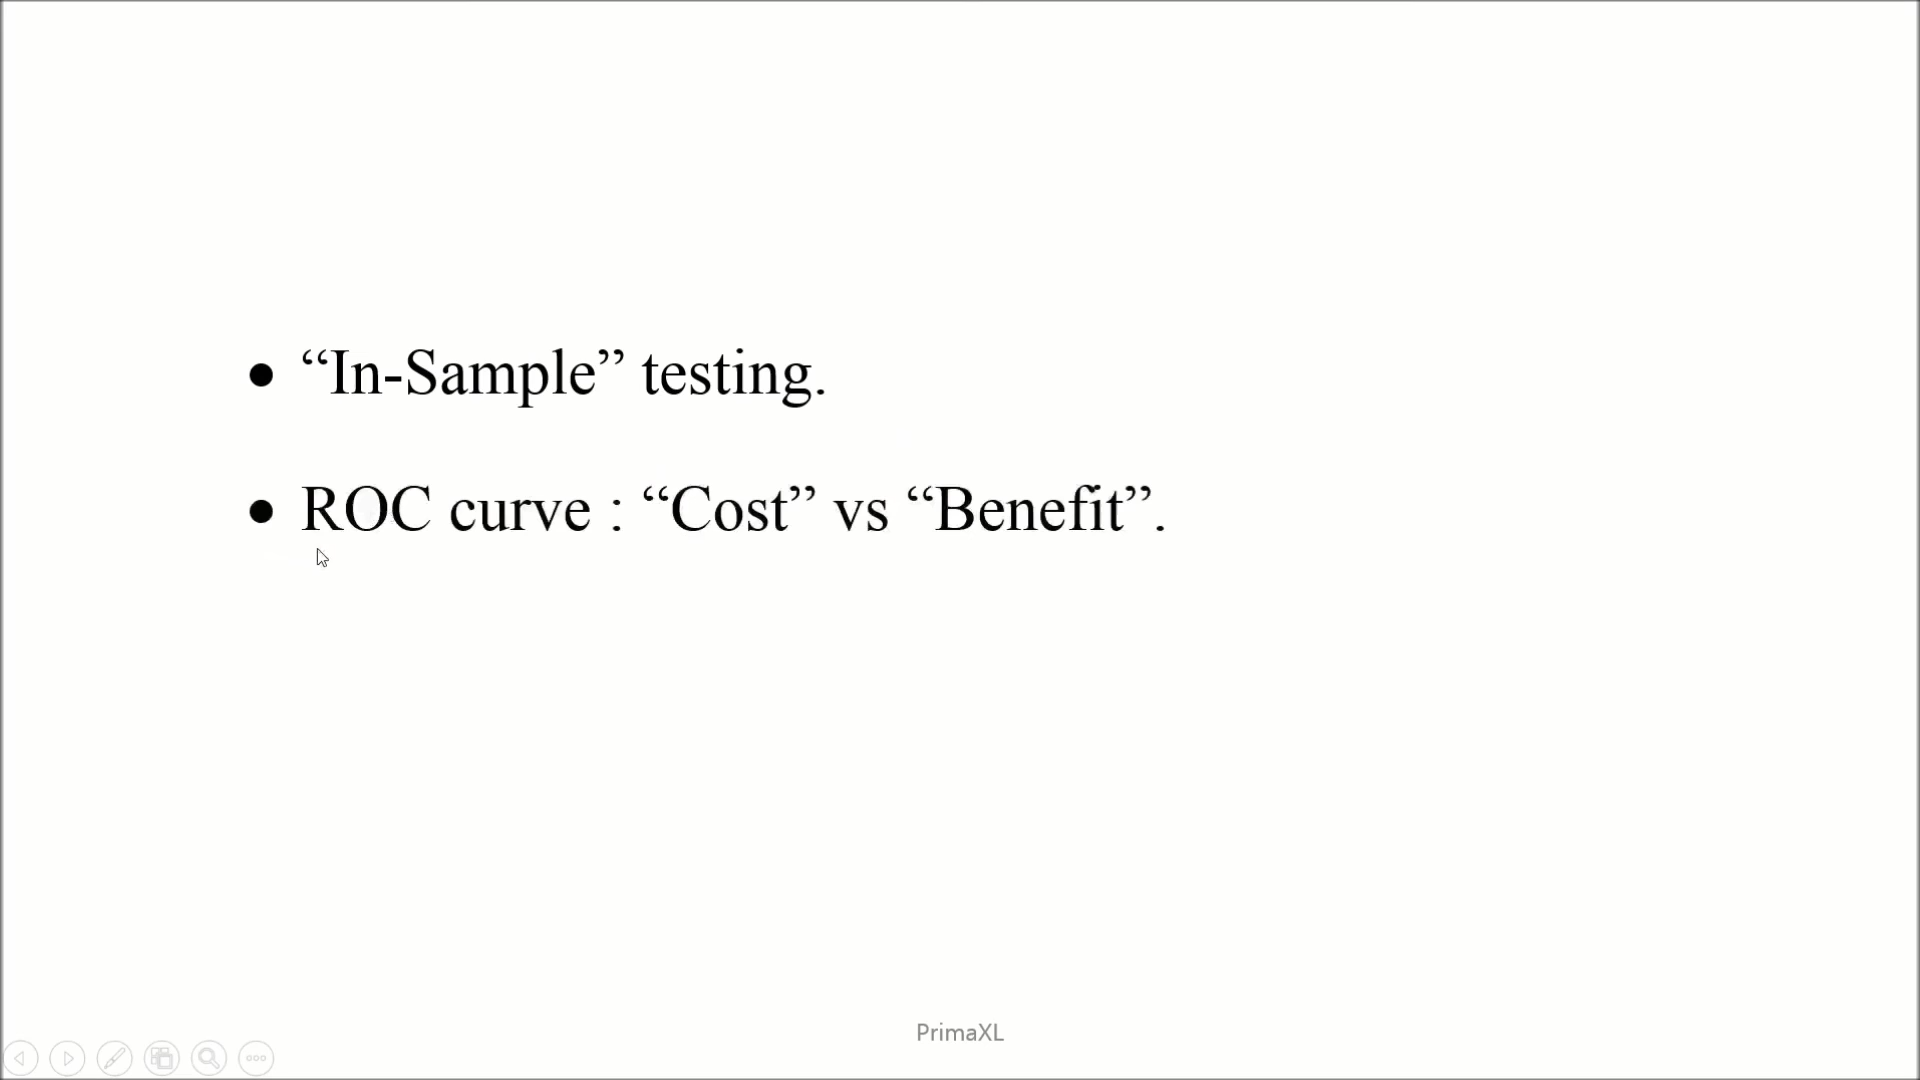 • “In-Sample” testing.
• ROC curve : “Cost” vs “Benefit”.
PrimaXL